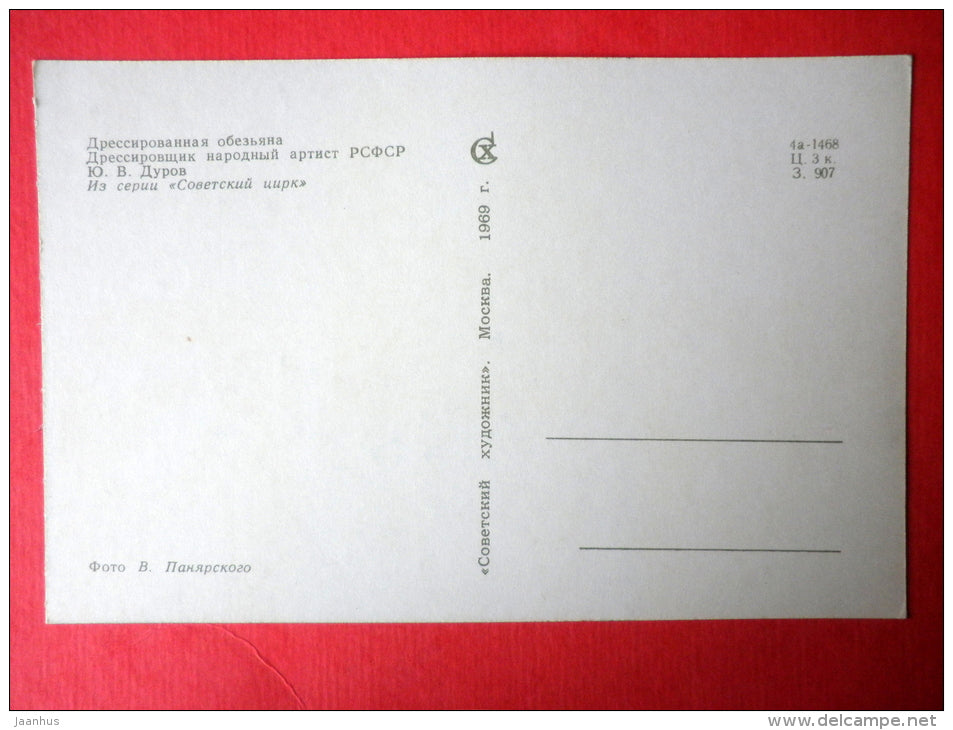 Дрессированная обезьяна
Дрессировщик народный артист РСФСР
Ю. В. Дуров
Из серии «Советский цирк»
Фото В. Панярского
«Советский художник». Москва. 1969 г.
СХ
4а-1468
Ц. 3 к.
З. 907
Jaanhus
www.delcampe.net